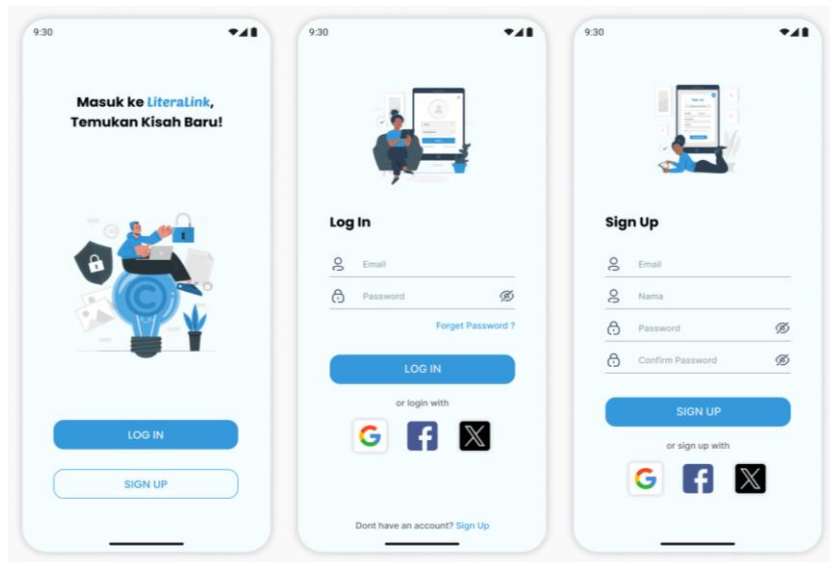 9:30
Masuk ke LiteraLink,
Temukan Kisah Baru!
LOG IN
SIGN UP
9:30
Log In
Email
Password
Forget Password ?
LOG IN
or login with
Dont have an account? Sign Up
9:30
Sign Up
Email
Nama
Password
Confirm Password
SIGN UP
or sign up with